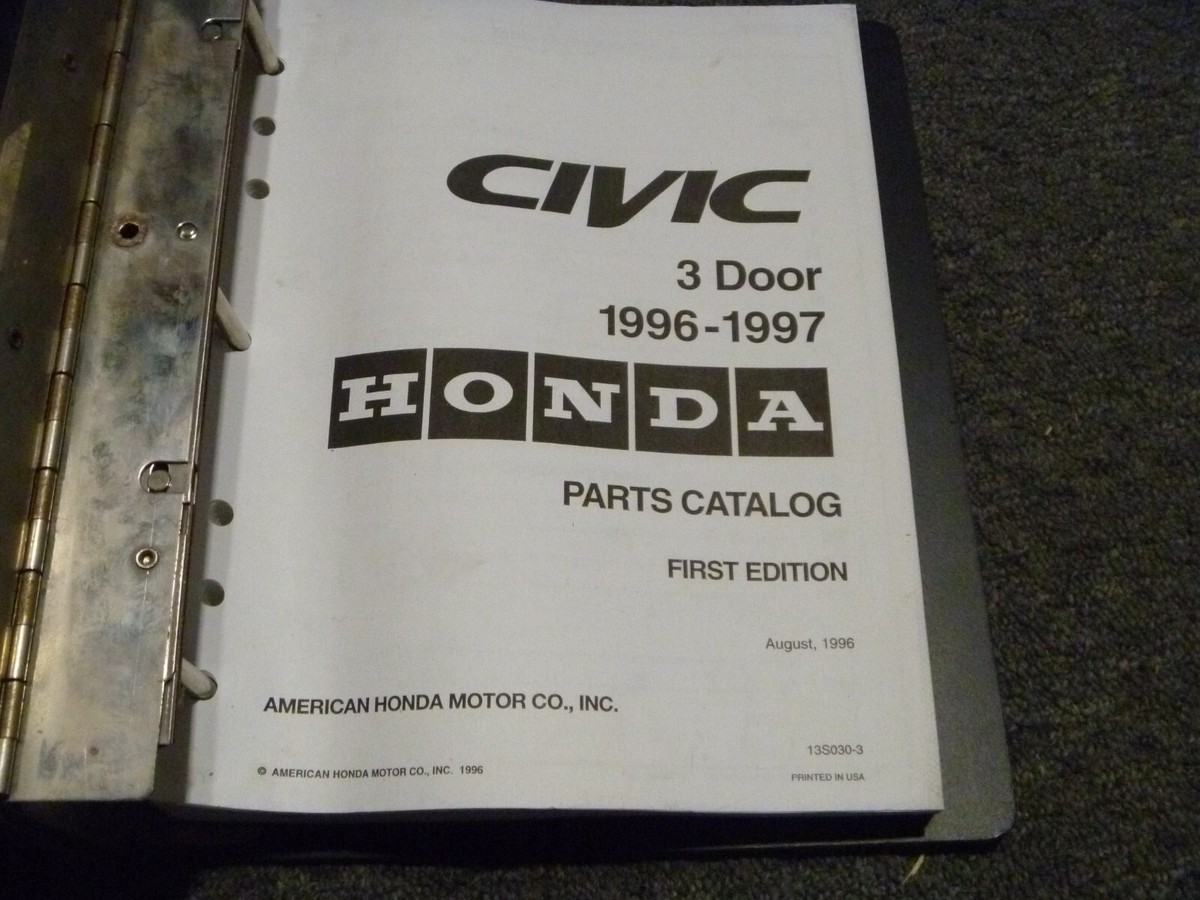 CIVIC
3 Door
1996-1997
HONDA
PARTS CATALOG
FIRST EDITION
August, 1996
AMERICAN HONDA MOTOR CO., INC.
13S030-3
© AMERICAN HONDA MOTOR CO., INC. 1996
PRINTED IN USA